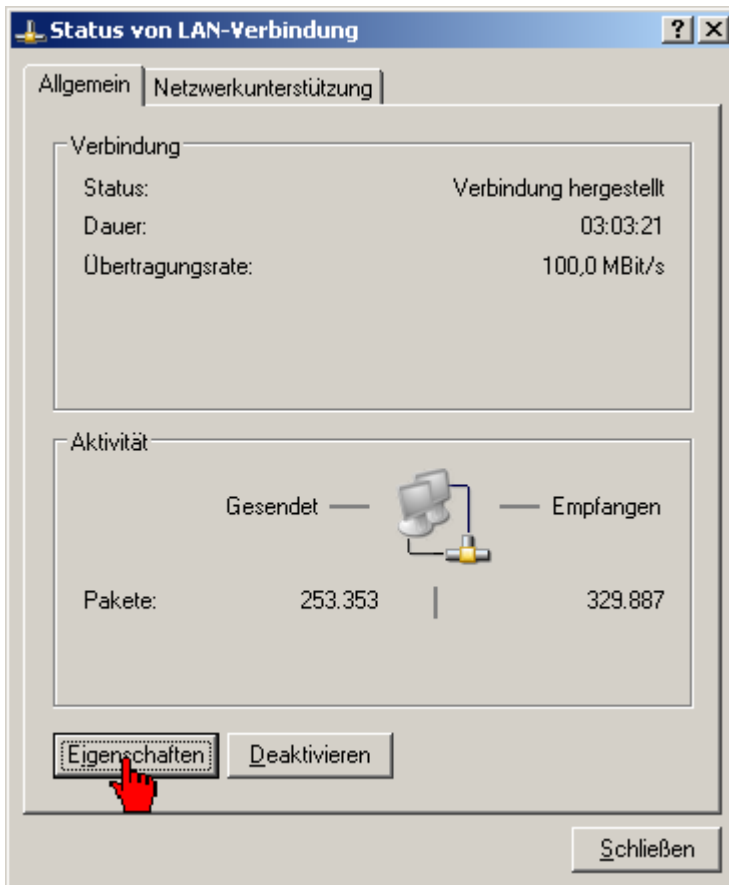 Status von LAN-Verbindung
Allgemein Netzwerkunterstützung
Verbindung
Status: Verbindung hergestellt
Dauer: 03:03:21
Übertragungsrate: 100,0 MBit/s
Aktivität
Gesendet Empfangen
Pakete: 253.353 329.887
Eigenschaften Deaktivieren
Schließen